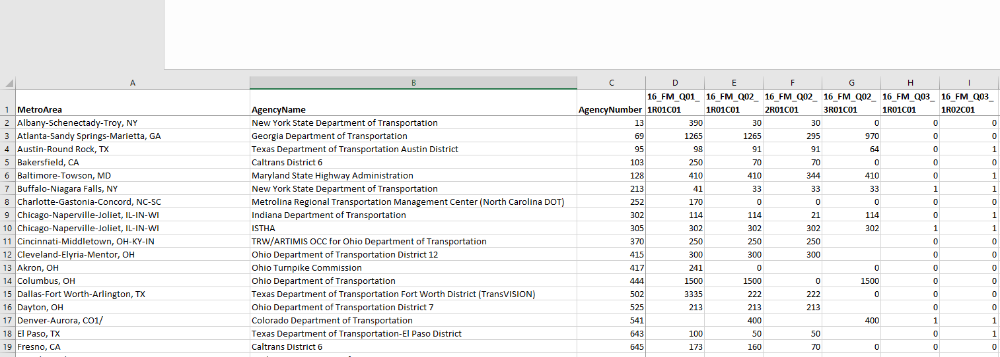 A B C D E F G H I
16_FM_Q01_ 16_FM_Q02_ 16_FM_Q02_ 16_FM_Q02_ 16_FM_Q03_ 16_FM_Q03_
1 MetroArea AgencyName AgencyNumber 1R01C01 1R01C01 2R01C01 3R01C01 1R01C01 1R02C01
2 Albany-Schenectady-Troy, NY New York State Department of Transportation 13 390 30 30 0 0 0
3 Atlanta-Sandy Springs-Marietta, GA Georgia Department of Transportation 69 1265 1265 295 970 0 0
4 Austin-Round Rock, TX Texas Department of Transportation Austin District 95 98 91 91 64 0 1
5 Bakersfield, CA Caltrans District 6 103 250 70 70 0 0 0
6 Baltimore-Towson, MD Maryland State Highway Administration 128 410 410 344 410 0 1
7 Buffalo-Niagara Falls, NY New York State Department of Transportation 213 41 33 33 33 1 1
8 Charlotte-Gastonia-Concord, NC-SC Metrolina Regional Transportation Management Center (North Carolina DOT) 252 170 0 0 0 0 0
9 Chicago-Naperville-Joliet, IL-IN-WI Indiana Department of Transportation 302 114 114 21 114 0 1
10 Chicago-Naperville-Joliet, IL-IN-WI ISTHA 305 302 302 302 302 1 1
11 Cincinnati-Middletown, OH-KY-IN TRW/ARTIMIS OCC for Ohio Department of Transportation 370 250 250 250 0 0
12 Cleveland-Elyria-Mentor, OH Ohio Department of Transportation District 12 415 300 300 300 0 0
13 Akron, OH Ohio Turnpike Commission 417 241 0 0 0 0
14 Columbus, OH Ohio Department of Transportation 444 1500 1500 0 1500 0 0
15 Dallas-Fort Worth-Arlington, TX Texas Department of Transportation Fort Worth District (TransVISION) 502 3335 222 222 0 0 0
16 Dayton, OH Ohio Department of Transportation District 7 525 213 213 213 0 0
17 Denver-Aurora, CO1/ Colorado Department of Transportation 541 400 400 1 1
18 El Paso, TX Texas Department of Transportation-El Paso District 643 100 50 50 0 1
19 Fresno, CA Caltrans District 6 645 173 160 70 0 0 0